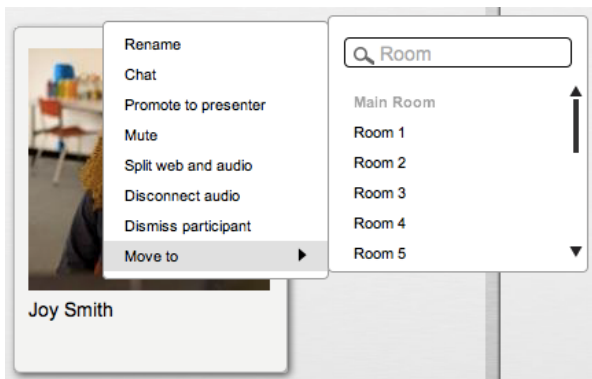 Rename
Chat
Promote to presenter
Mute
Split web and audio
Disconnect audio
Dismiss participant
Move to
Room
Main Room
Room 1
Room 2
Room 3
Room 4
Room 5
Joy Smith